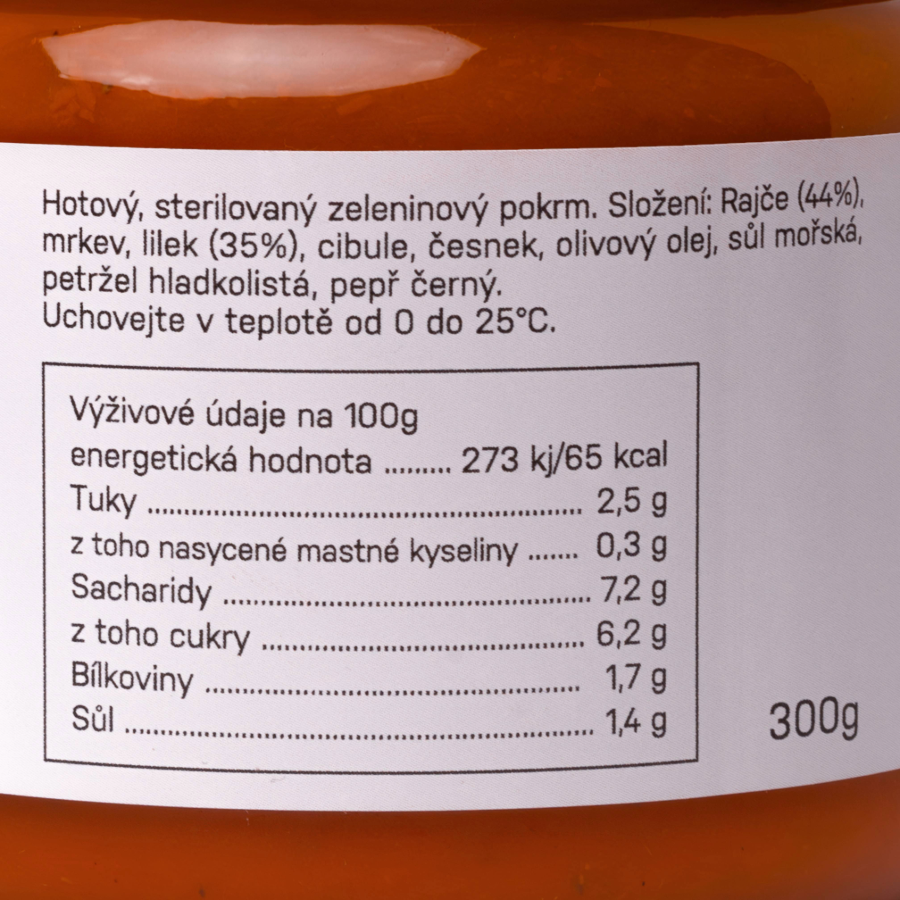 Hotový, sterilovaný zeleninový pokrm. Složení: Rajče (44%),
mrkev, lilek (35%), cibule, česnek, olivový olej, sůl mořská,
petržel hladkolistá, pepř černý.
Uchovejte v teplotě od 0 do 25°C.
Výživové údaje na 100g
energetická hodnota ......... 273 kj/65 kcal
Tuky ........................................................ 2,5 g
z toho nasycené mastné kyseliny ....... 0,3 g
Sacharidy ............................................... 7,2 g
z toho cukry .......................................... 6,2 g
Bílkoviny ................................................. 1,7 g
Sůl ............................................................ 1,4 g
300g